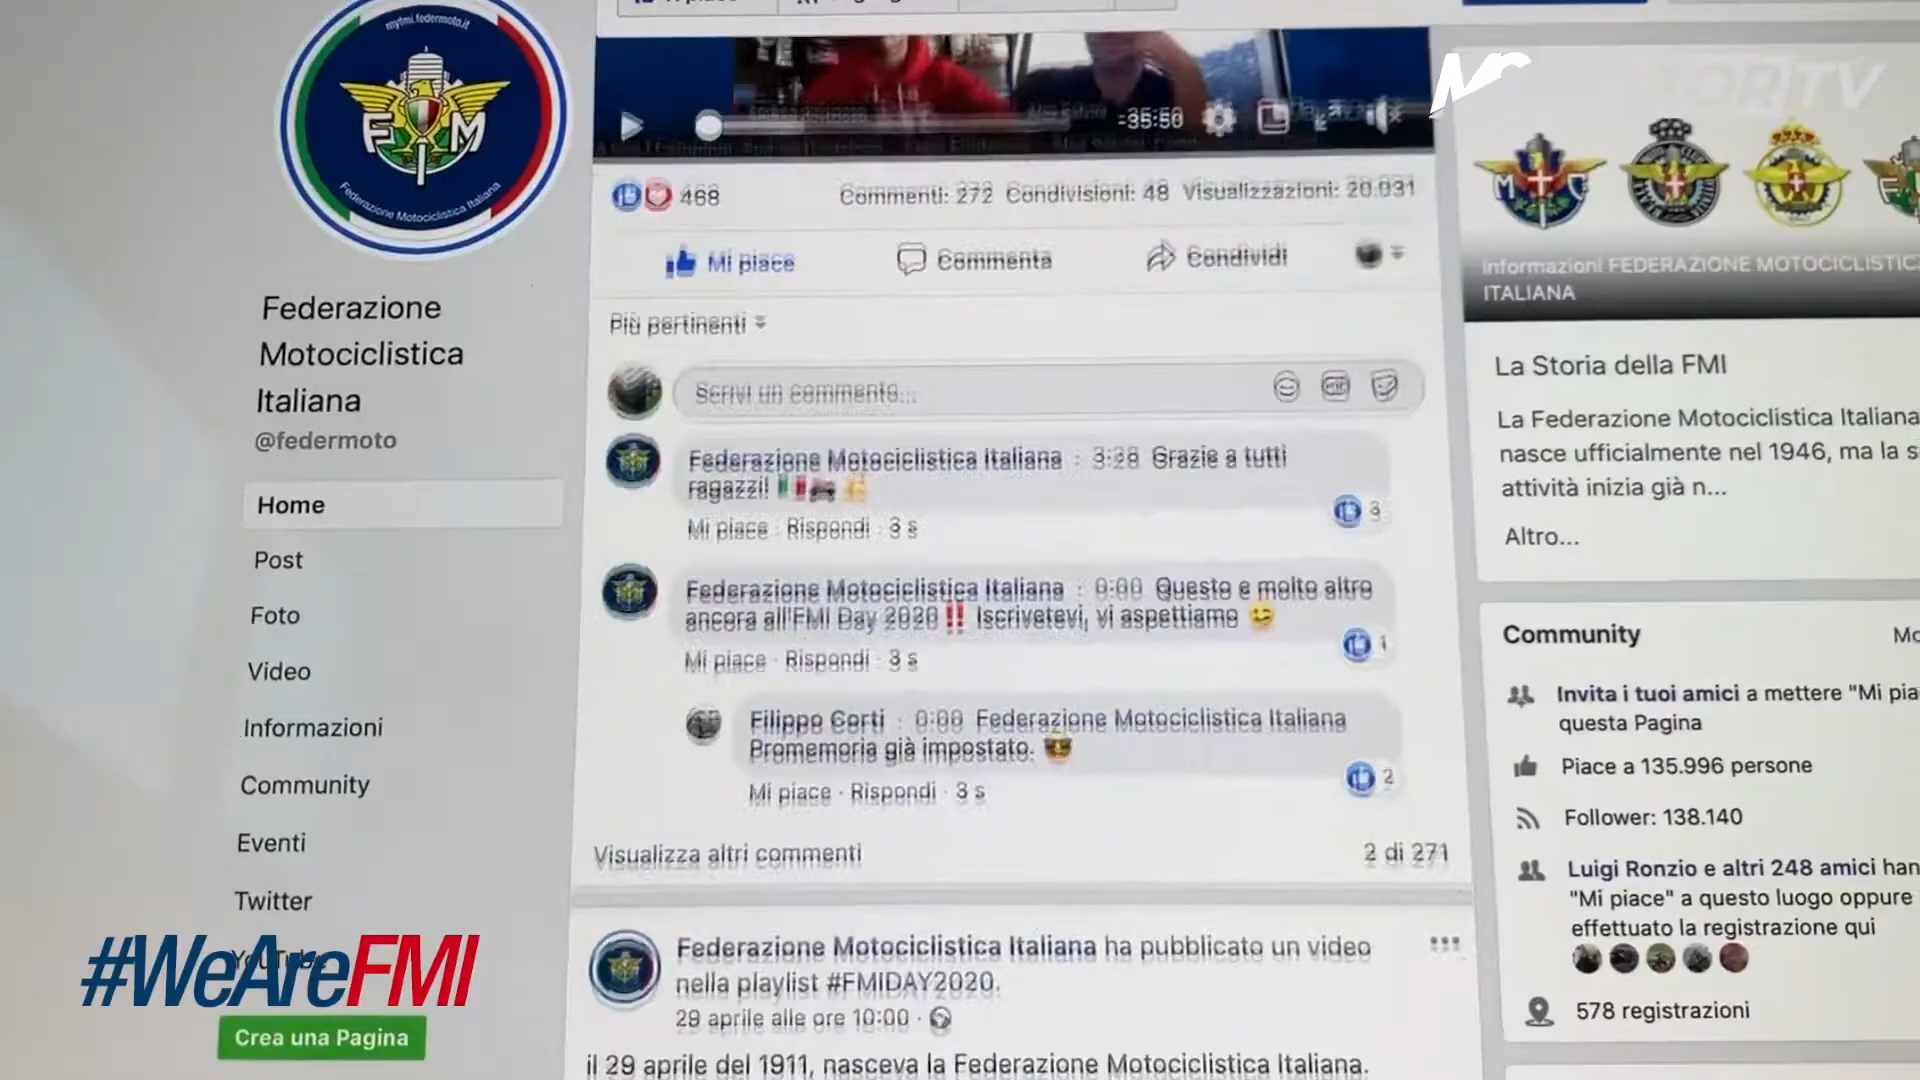 myfmi.federmoto.it
F M
Federazione Motociclistica Italiana
Federazione
Motociclistica
Italiana
@federmoto
Home
Post
Foto
Video
Informazioni
Community
Eventi
Twitter
YouTube
#WeAreFMI
Crea una Pagina
-35:50
468
Commenti: 272 Condivisioni: 48 Visualizzazioni: 20.031
Mi piace
Commenta
Condividi
Più pertinenti
Scrivi un commento...
GIF
Federazione Motociclistica Italiana : 3:28 Grazie a tutti
ragazzi!
3
Mi piace · Rispondi · 3 s
Federazione Motociclistica Italiana : 0:00 Questo e molto altro
ancora all'FMI Day 2020 ‼ Iscrivetevi, vi aspettiamo
1
Mi piace · Rispondi · 3 s
Filippo Corti : 0:00 Federazione Motociclistica Italiana
Promemoria già impostato.
2
Mi piace · Rispondi · 3 s
Visualizza altri commenti
2 di 271
Federazione Motociclistica Italiana ha pubblicato un video
nella playlist #FMIDAY2020.
29 aprile alle ore 10:00 ·
il 29 aprile del 1911, nasceva la Federazione Motociclistica Italiana.
TV
M C
Informazioni FEDERAZIONE MOTOCICLISTIC
ITALIANA
La Storia della FMI
La Federazione Motociclistica Italiana
nasce ufficialmente nel 1946, ma la s
attività inizia già n...
Altro...
Community
Mo
Invita i tuoi amici a mettere "Mi pia
questa Pagina
Piace a 135.996 persone
Follower: 138.140
Luigi Ronzio e altri 248 amici han
"Mi piace" a questo luogo oppure
effettuato la registrazione qui
578 registrazioni